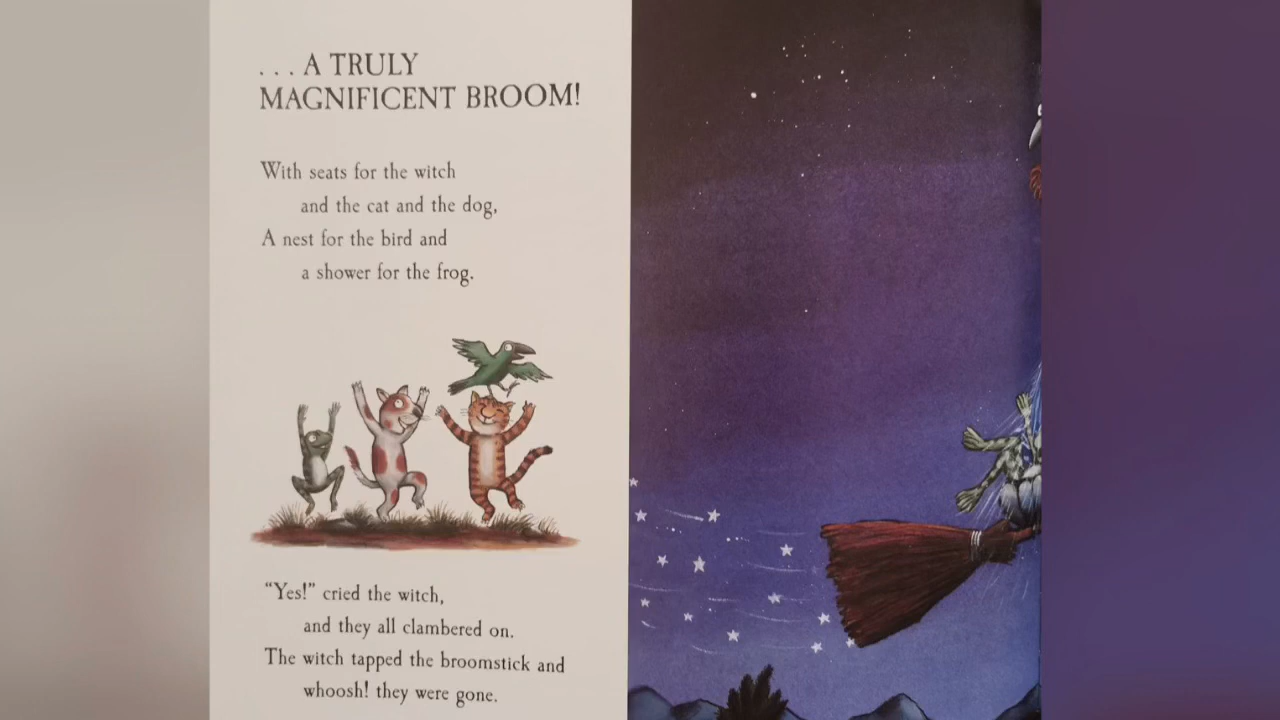 . . . A TRULY
MAGNIFICENT BROOM!
With seats for the witch
and the cat and the dog,
A nest for the bird and
a shower for the frog.
“Yes!” cried the witch,
and they all clambered on.
The witch tapped the broomstick and
whoosh! they were gone.